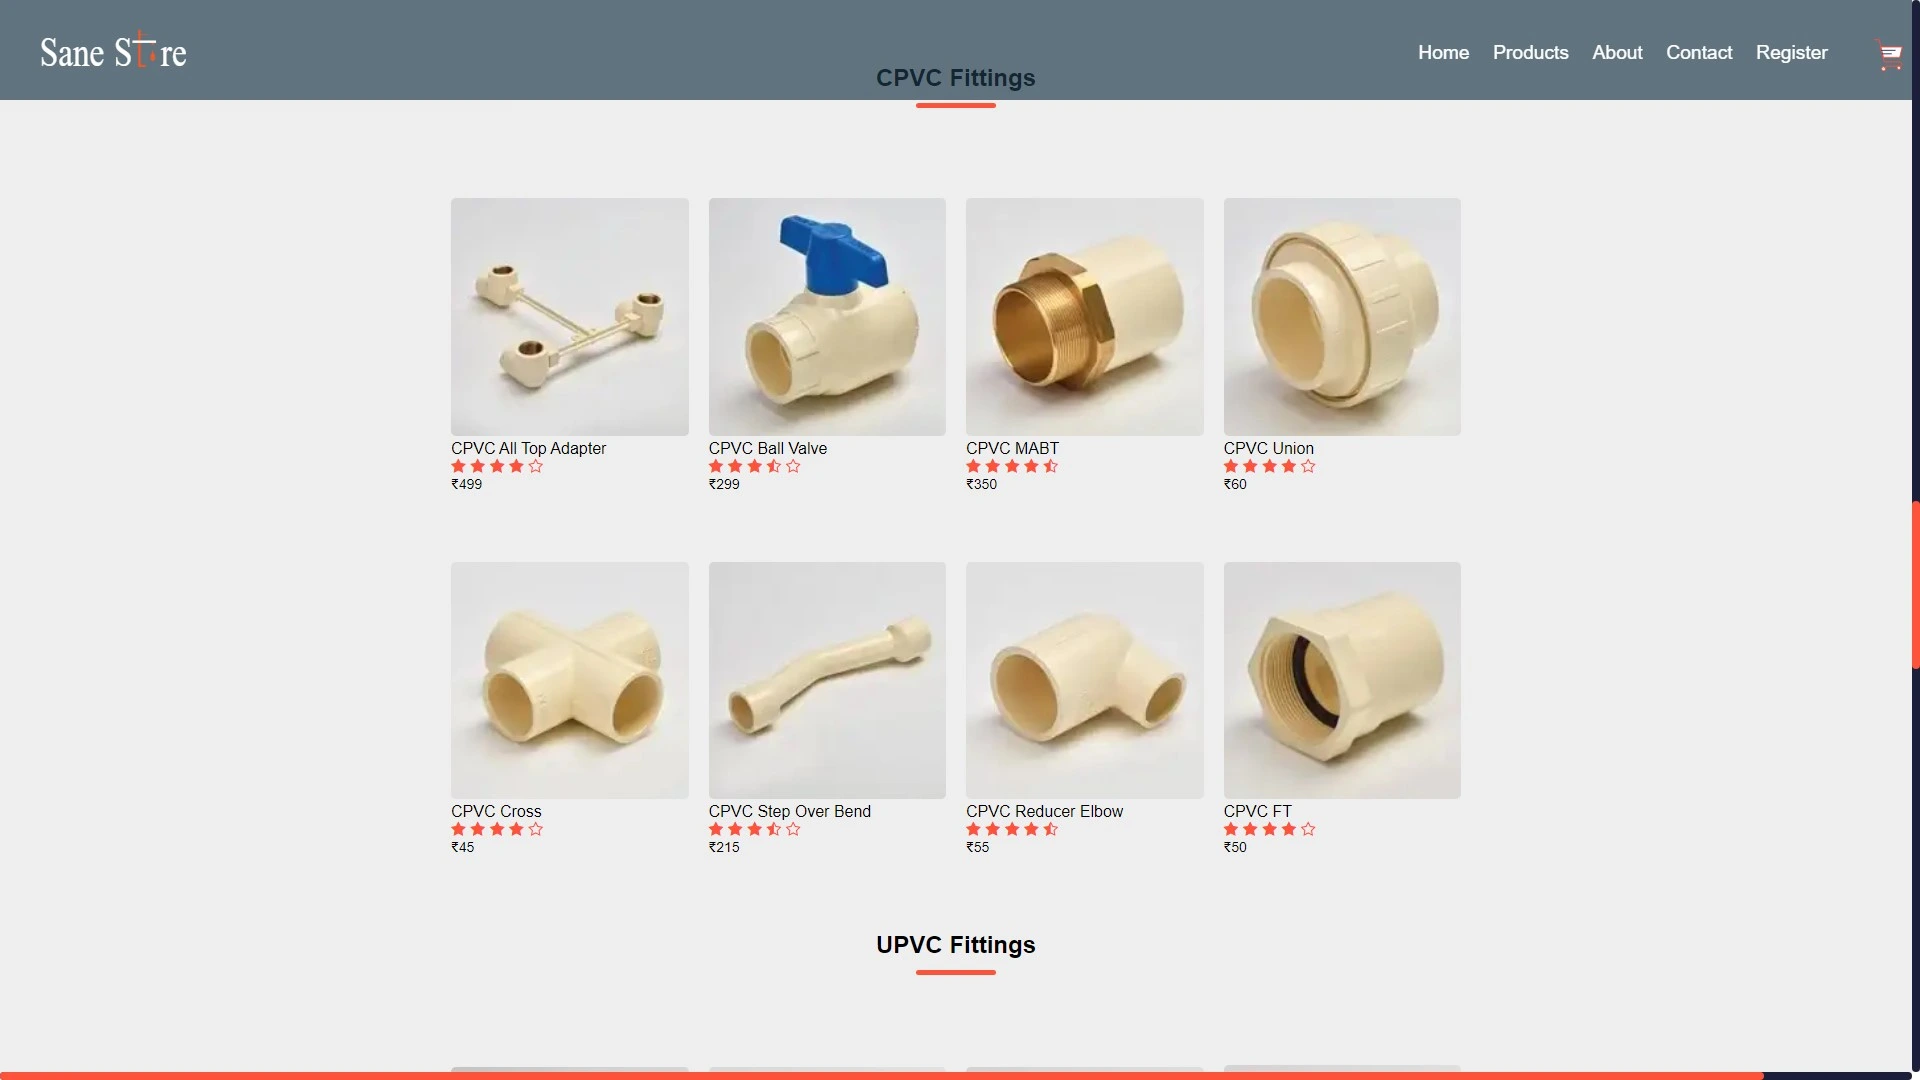 Sane Store
Home Products About Contact Register
CPVC Fittings
CPVC All Top Adapter
₹499
CPVC Ball Valve
₹299
CPVC MABT
₹350
CPVC Union
₹60
CPVC Cross
₹45
CPVC Step Over Bend
₹215
CPVC Reducer Elbow
₹55
CPVC FT
₹50
UPVC Fittings